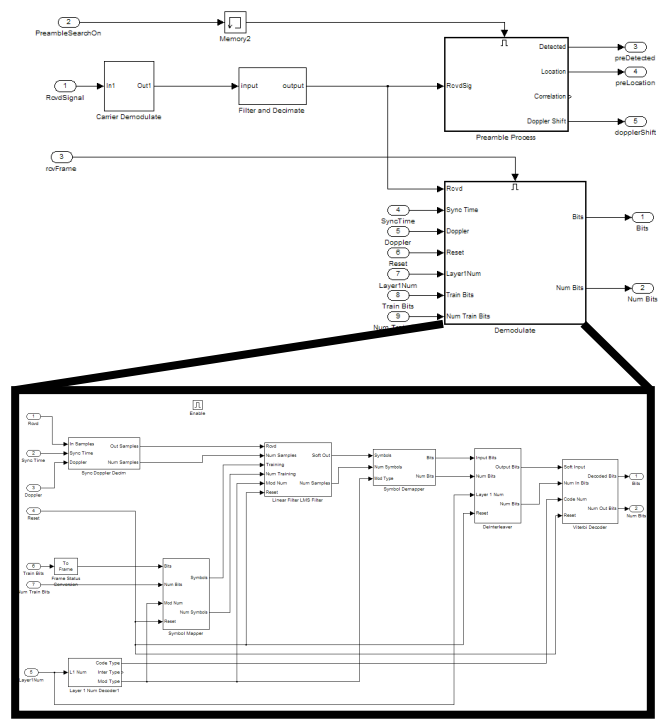 2
PreambleSearchOn
Memory2
1
RcvdSignal
In1 Out1
Carrier Demodulate
input output
Filter and Decimate
RcvdSig
Detected
Location
Correlation
Doppler Shift
Preamble Process
3
preDetected
4
preLocation
5
dopplerShift
3
rcvFrame
4
SyncTime
5
Doppler
6
Reset
7
Layer1Num
8
Train Bits
9
Rcvd
Sync Time
Doppler
Reset
Layer1Num
Train Bits
Num Train Bits
Bits
Num Bits
Demodulate
1
Bits
2
Num Bits
Enable
1
Rcvd
2
Sync Time
3
Doppler
4
Reset
In Samples
Sync Time
Doppler
Out Samples
Num Samples
Sync Doppler Decim
Rcvd
Num Samples
Training
Num Training
Mod Num
Reset
Soft Out
Num Samples
Linear Filter LMS Filter
Symbols
Num Symbols
Mod Type
Bits
Num Bits
Symbol Demapper
Input Bits
Num Bits
Layer 1 Num
Reset
Output Bits
Num Bits
Deinterleaver
Soft Input
Num In Bits
Code Num
Reset
Decoded Bits
Num Out Bits
Viterbi Decoder
1
Bits
2
Num Bits
6
Train Bits
7
Num Train Bits
To
Frame
Frame Status
Conversion
Bits
Num Bits
Mod Num
Reset
Symbols
Num Symbols
Symbol Mapper
5
Layer1Num
L1 Num
Code Type
Inter Type
Mod Type
Layer 1 Num Decoder1